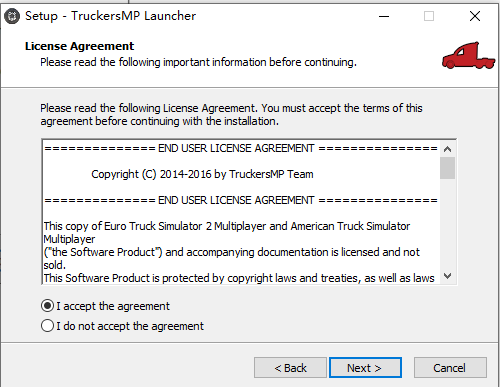 Setup - TruckersMP Launcher
License Agreement
Please read the following important information before continuing.
Please read the following License Agreement. You must accept the terms of this
agreement before continuing with the installation.
=============== END USER LICENSE AGREEMENT ===============
Copyright (C) 2014-2016 by TruckersMP Team
=============== END USER LICENSE AGREEMENT ===============
This copy of Euro Truck Simulator 2 Multiplayer and American Truck Simulator
Multiplayer
("the Software Product") and accompanying documentation is licensed and not
sold.
This Software Product is protected by copyright laws and treaties, as well as laws
I accept the agreement
I do not accept the agreement
< Back
Next >
Cancel